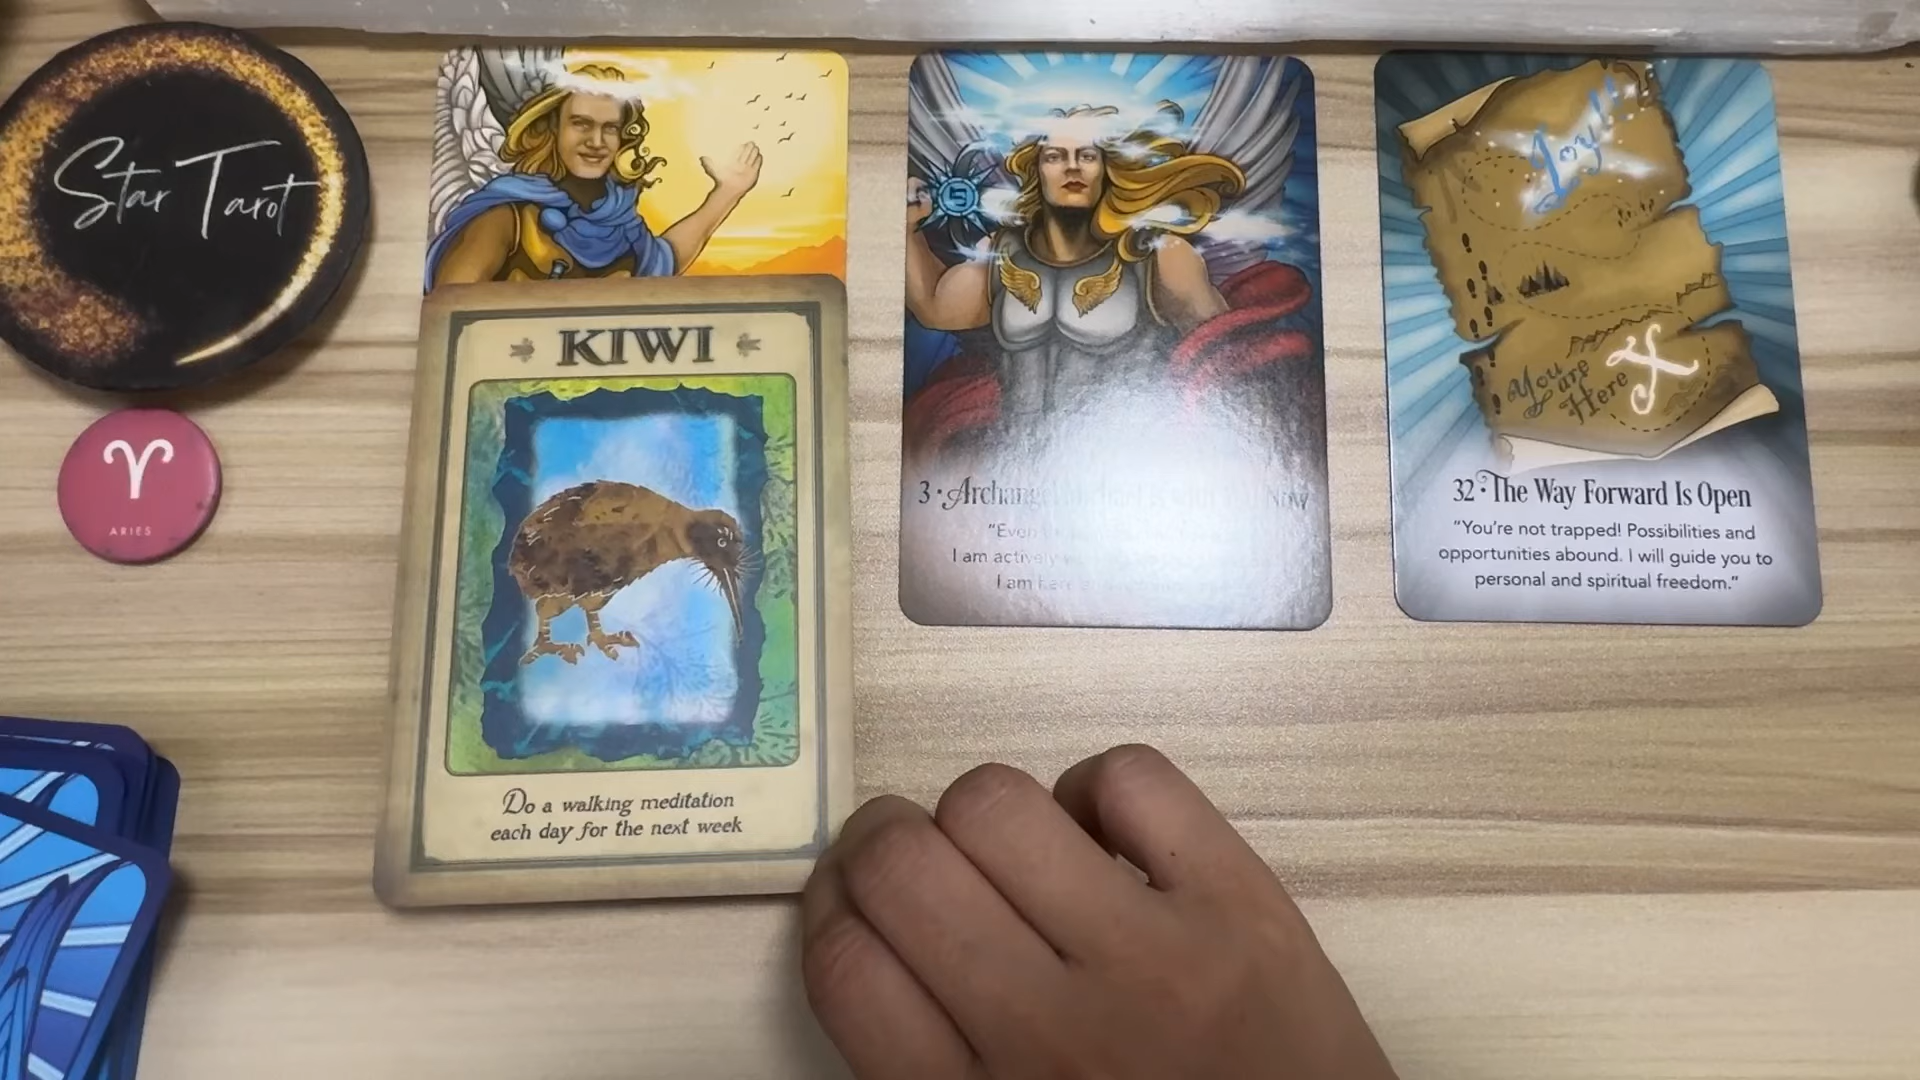 Star Tarot
ARIES
KIWI
Do a walking meditation
each day for the next week
3 • Archangel Now
"Even
I am actively
I am here
Joy!
You
are
Here
X
32 • The Way Forward Is Open
"You're not trapped! Possibilities and
opportunities abound. I will guide you to
personal and spiritual freedom."